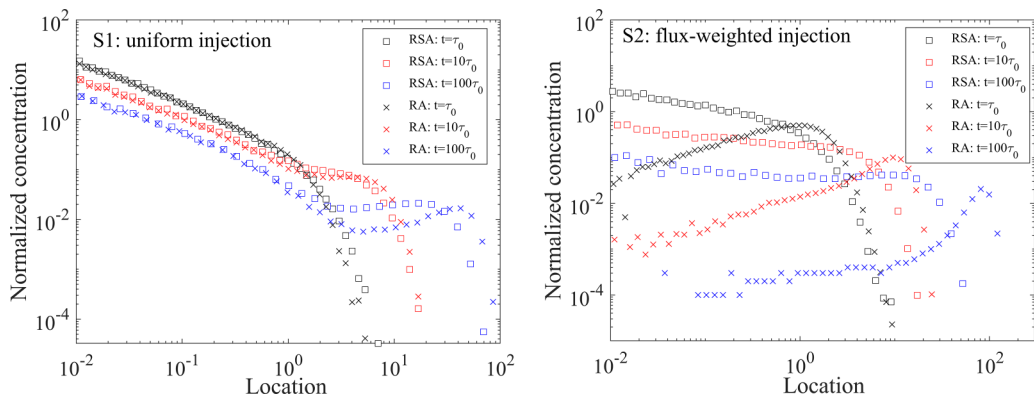 S1: uniform injection
RSA: t=τ0
RSA: t=10τ0
RSA: t=100τ0
RA: t=τ0
RA: t=10τ0
RA: t=100τ0
Normalized concentration
10^2
10^0
10^-2
10^-4
10^-2
10^-1
10^0
10^1
10^2
Location
S2: flux-weighted injection
RSA: t=τ0
RSA: t=10τ0
RSA: t=100τ0
RA: t=τ0
RA: t=10τ0
RA: t=100τ0
Normalized concentration
10^2
10^0
10^-2
10^-4
10^-2
10^0
10^2
Location